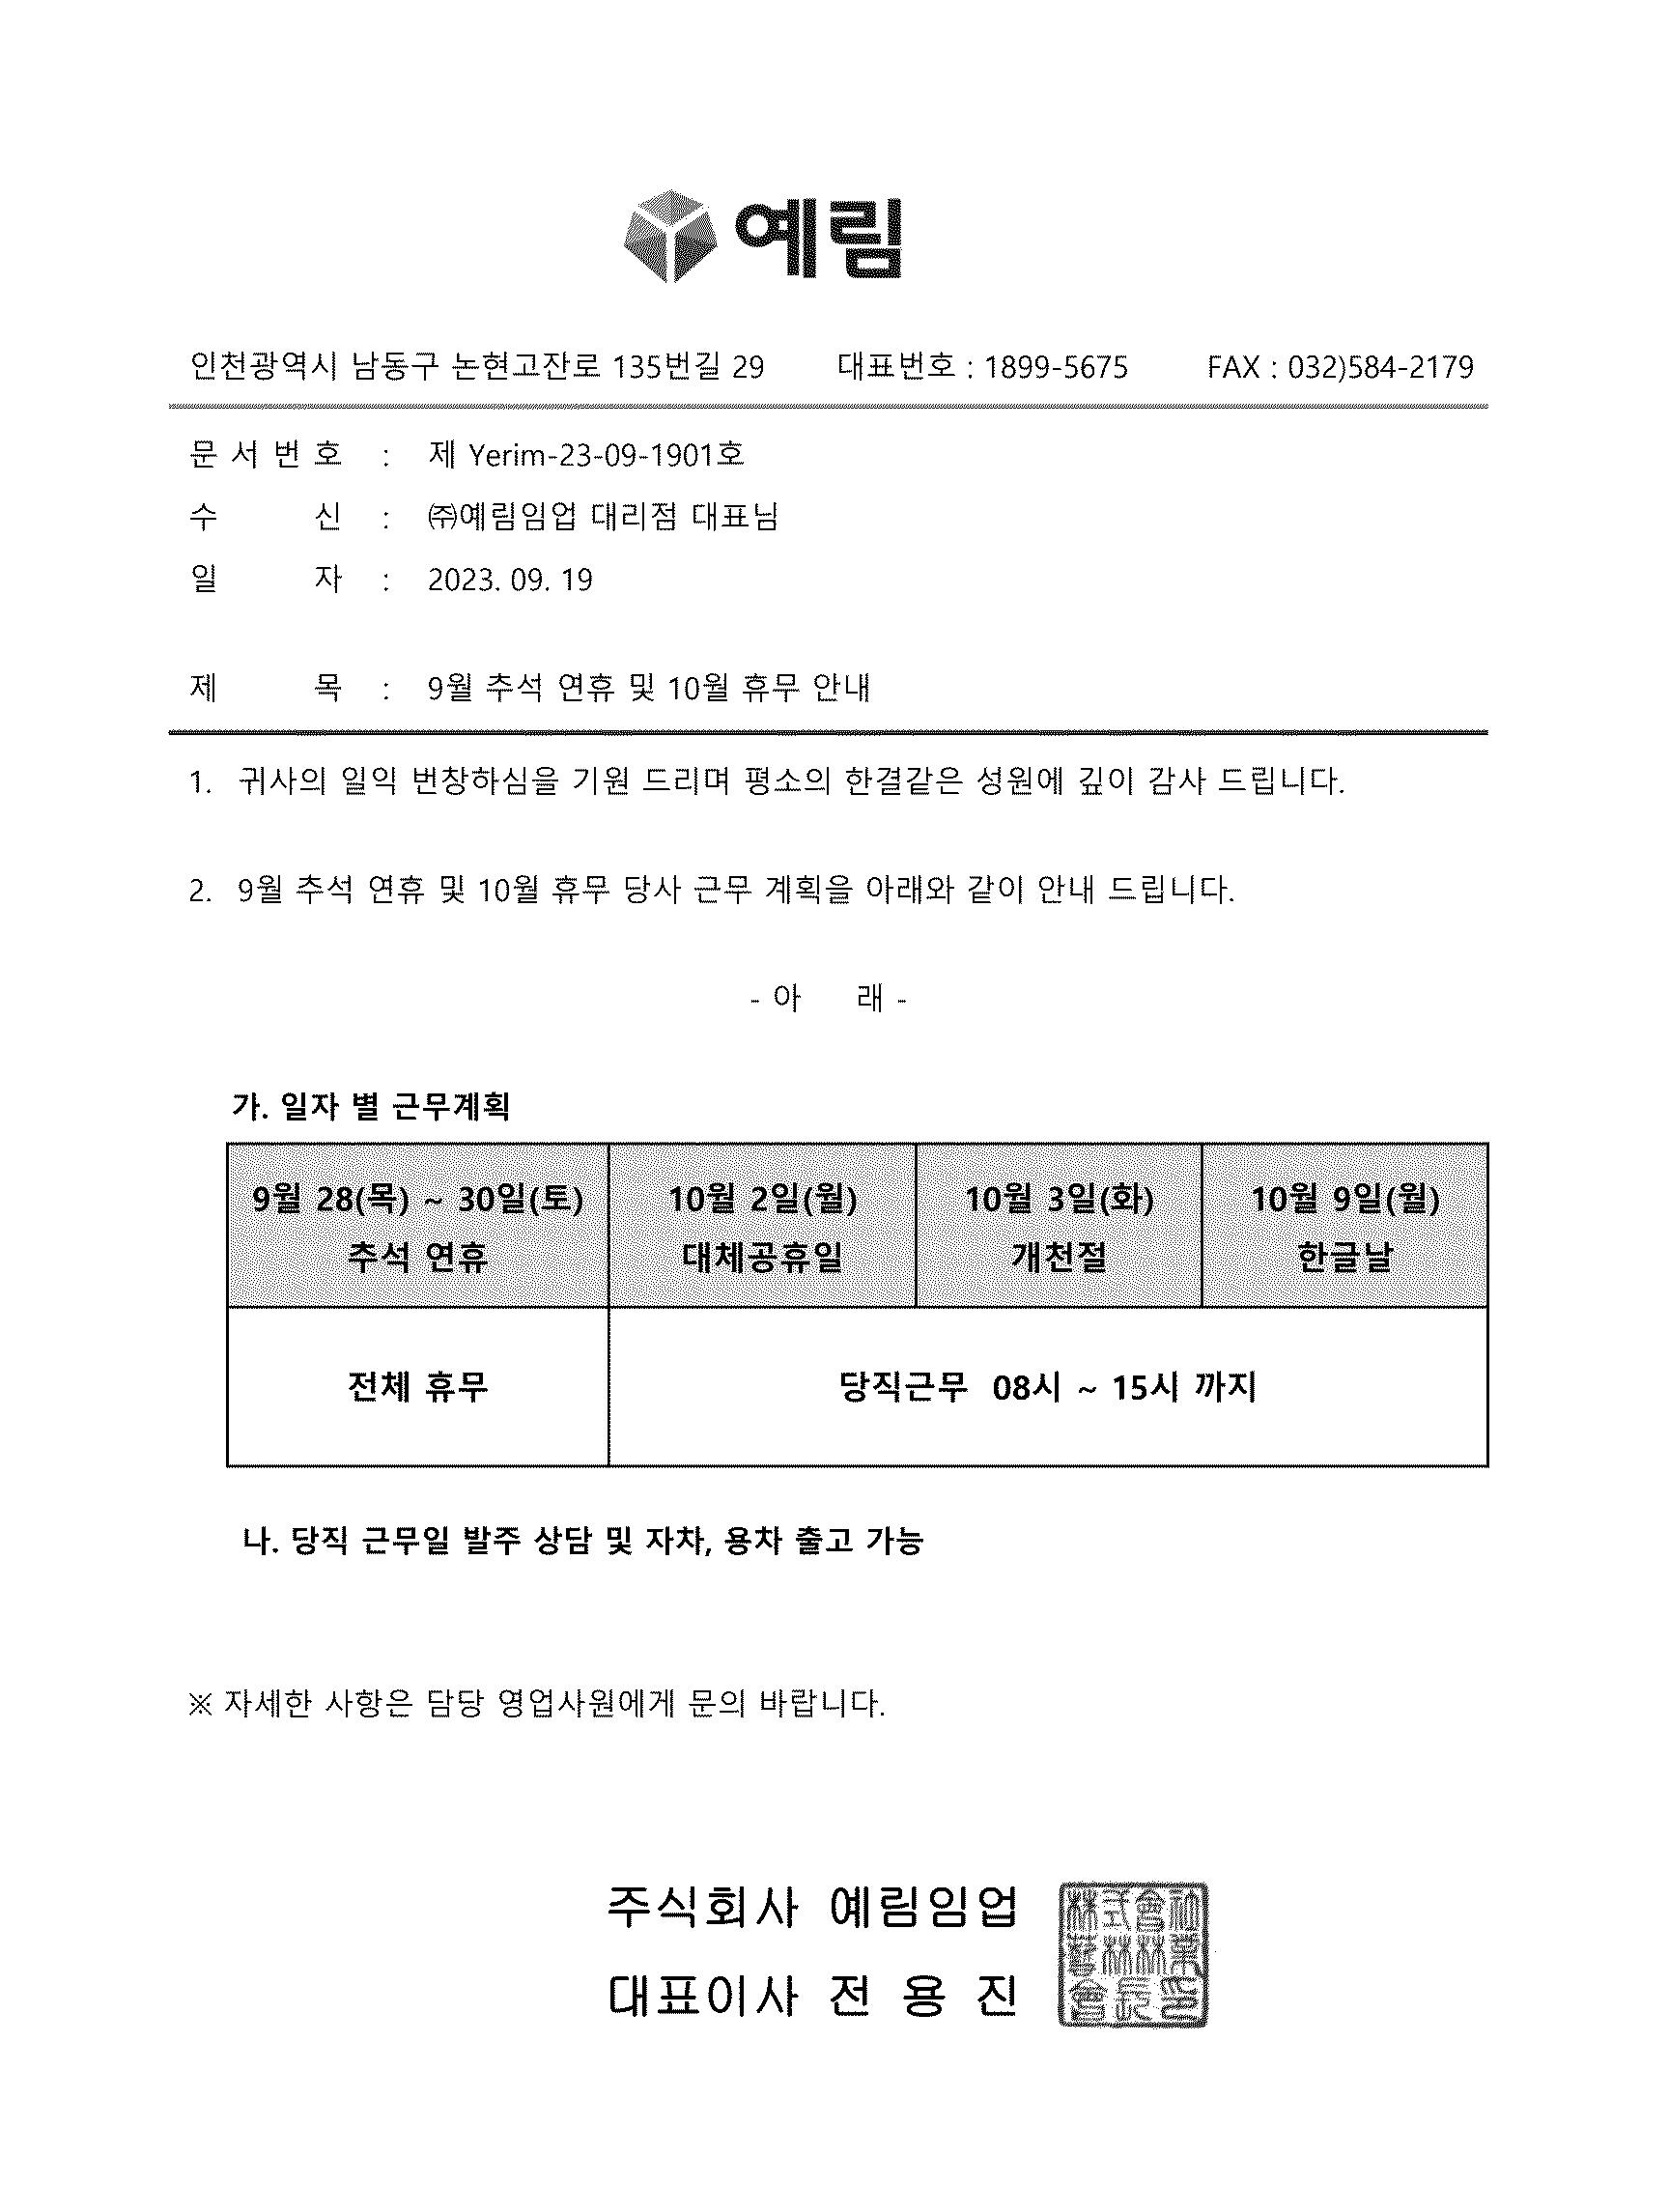 예림
인천광역시 남동구 논현고잔로 135번길 29 대표번호 : 1899-5675 FAX : 032)584-2179
문 서 번 호 : 제 Yerim-23-09-1901호
수 신 : ㈜예림임업 대리점 대표님
일 자 : 2023. 09. 19
제 목 : 9월 추석 연휴 및 10월 휴무 안내
1. 귀사의 일익 번창하심을 기원 드리며 평소의 한결같은 성원에 깊이 감사 드립니다.
2. 9월 추석 연휴 및 10월 휴무 당사 근무 계획을 아래와 같이 안내 드립니다.
- 아 래 -
가. 일자 별 근무계획
9월 28(목) ~ 30일(토) 10월 2일(월) 10월 3일(화) 10월 9일(월)
추석 연휴 대체공휴일 개천절 한글날
전체 휴무 당직근무 08시 ~ 15시 까지
나. 당직 근무일 발주 상담 및 자차, 용차 출고 가능
※ 자세한 사항은 담당 영업사원에게 문의 바랍니다.
주식회사 예림임업
대표이사 전 용 진